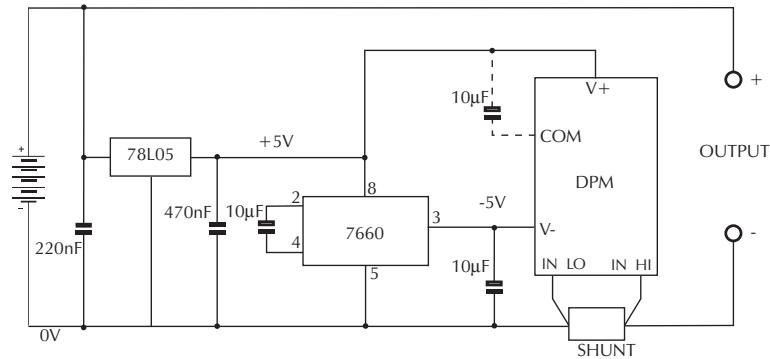 10µF
V+
+
COM
78L05
+5V
OUTPUT
DPM
+
8
2
470nF
10µF
7660
3
-5V
V-
-
-
220nF
4
5
10µF
IN LO
IN HI
0V
SHUNT